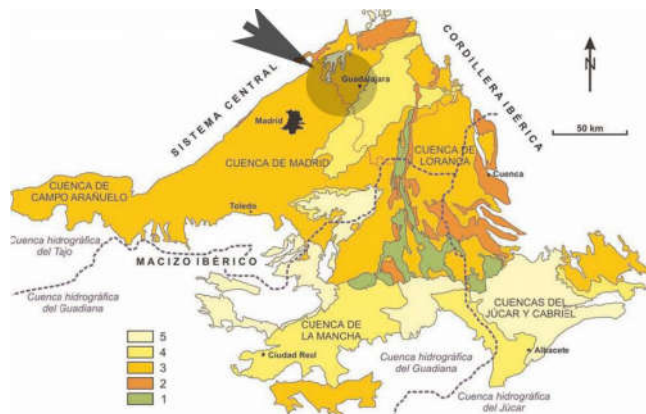 SISTEMA CENTRAL
CORDILLERA IBÉRICA
N
50 km
Guadalajara
Madrid
CUENCA DE MADRID
CUENCA DE
LORANCA
Cuenca
CUENCA DE
CAMPO ARAÑUELO
Toledo
Cuenca hidrográfica
del Tajo
MACIZO IBÉRICO
Cuenca hidrográfica
del Guadiana
CUENCAS DEL
JÚCAR Y CABRIEL
CUENCA DE
LA MANCHA
Ciudad Real
Albacete
Cuenca hidrográfica
del Guadiana
Cuenca hidrográfica
del Júcar
5
4
3
2
1